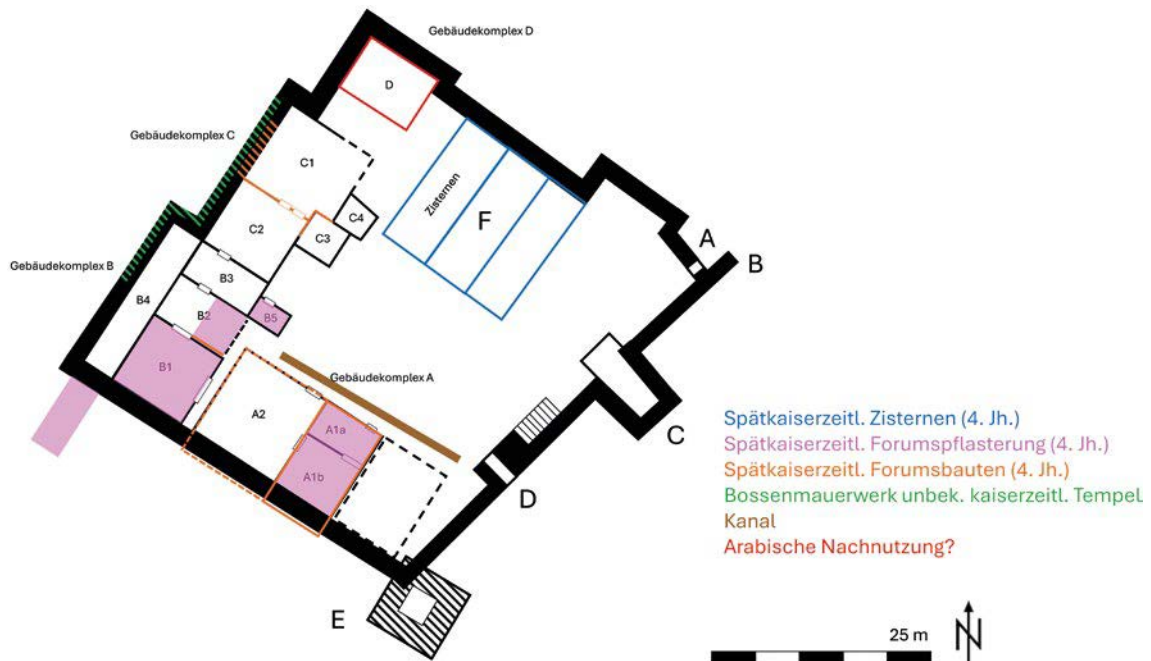 Gebäudekomplex D
D
Gebäudekomplex C
C1
Zisternen
F
C4
C2
C3
A
B
Gebäudekomplex B
B3
B4
B2
B5
B1
Gebäudekomplex A
A2
A1a
A1b
C
D
E
Spätkaiserzeitl. Zisternen (4. Jh.)
Spätkaiserzeitl. Forumspflasterung (4. Jh.)
Spätkaiserzeitl. Forumsbauten (4. Jh.)
Bossenmauerwerk unbek. kaiserzeitl. Tempel
Kanal
Arabische Nachnutzung?
25 m
N